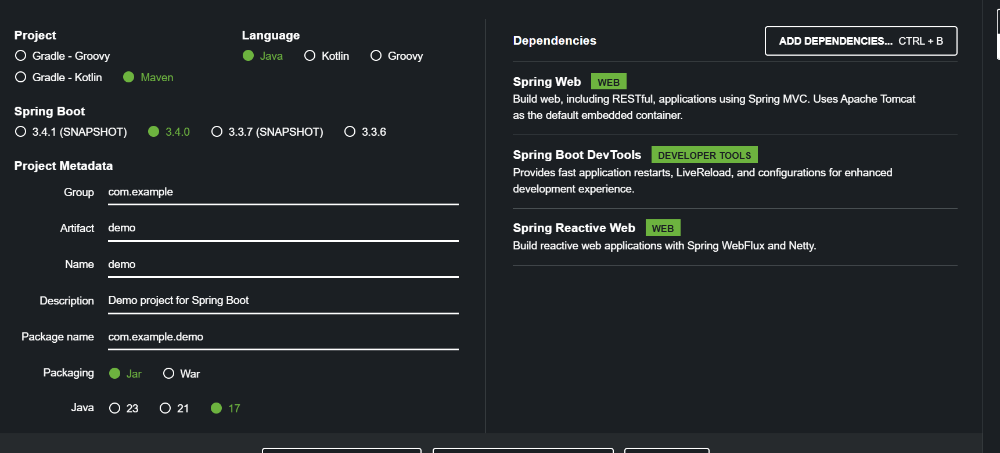 Project
Gradle - Groovy
Gradle - Kotlin Maven
Language
Java Kotlin Groovy
Spring Boot
3.4.1 (SNAPSHOT) 3.4.0 3.3.7 (SNAPSHOT) 3.3.6
Project Metadata
Group com.example
Artifact demo
Name demo
Description Demo project for Spring Boot
Package name com.example.demo
Packaging Jar War
Java 23 21 17
Dependencies ADD DEPENDENCIES... CTRL + B
Spring Web WEB
Build web, including RESTful, applications using Spring MVC. Uses Apache Tomcat
as the default embedded container.
Spring Boot DevTools DEVELOPER TOOLS
Provides fast application restarts, LiveReload, and configurations for enhanced
development experience.
Spring Reactive Web WEB
Build reactive web applications with Spring WebFlux and Netty.